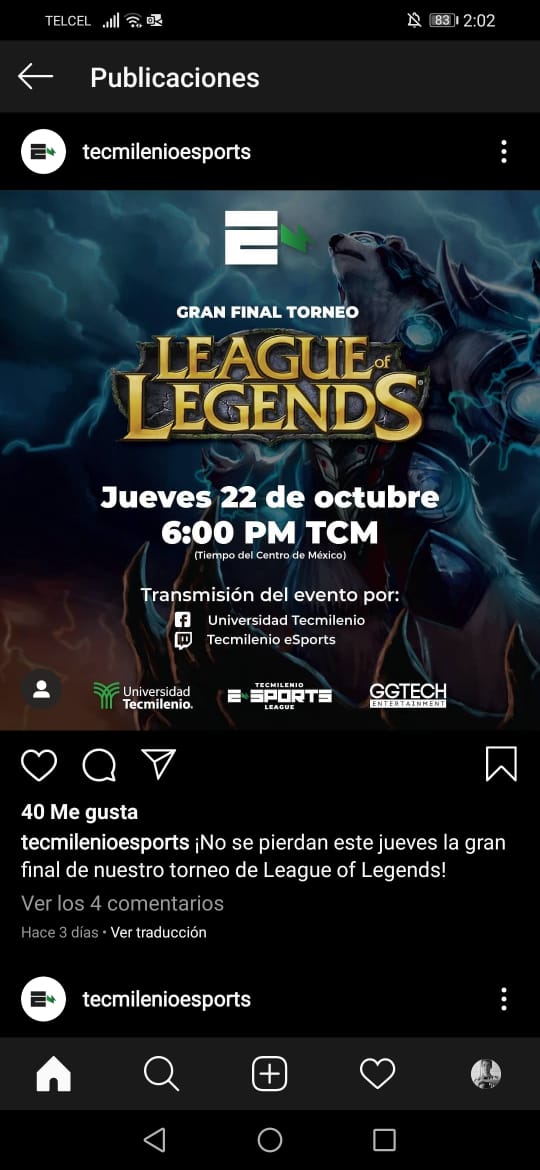 TELCEL 83 2:02
Publicaciones
tecmilenioesports
GRAN FINAL TORNEO
LEAGUE of
LEGENDS
Jueves 22 de octubre
6:00 PM TCM
(Tiempo del Centro de México)
Transmisión del evento por:
Universidad Tecmilenio
Tecmilenio eSports
Universidad
Tecmilenio.
TECMILENIO
E-SPORTS
LEAGUE
GGTECH
ENTERTAINMENT
40 Me gusta
tecmilenioesports ¡No se pierdan este jueves la gran
final de nuestro torneo de League of Legends!
Ver los 4 comentarios
Hace 3 días • Ver traducción
tecmilenioesports